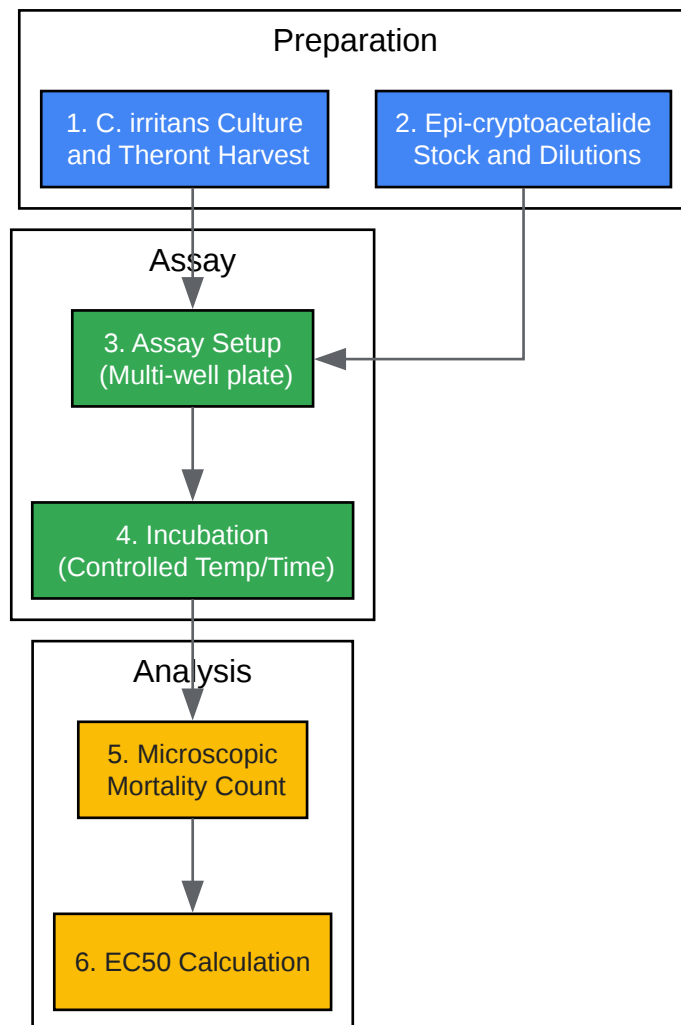 Preparation
1. C. irritans Culture
and Theront Harvest
2. Epi-cryptoacetalide
Stock and Dilutions
Assay
3. Assay Setup
(Multi-well plate)
4. Incubation
(Controlled Temp/Time)
Analysis
5. Microscopic
Mortality Count
6. EC50 Calculation